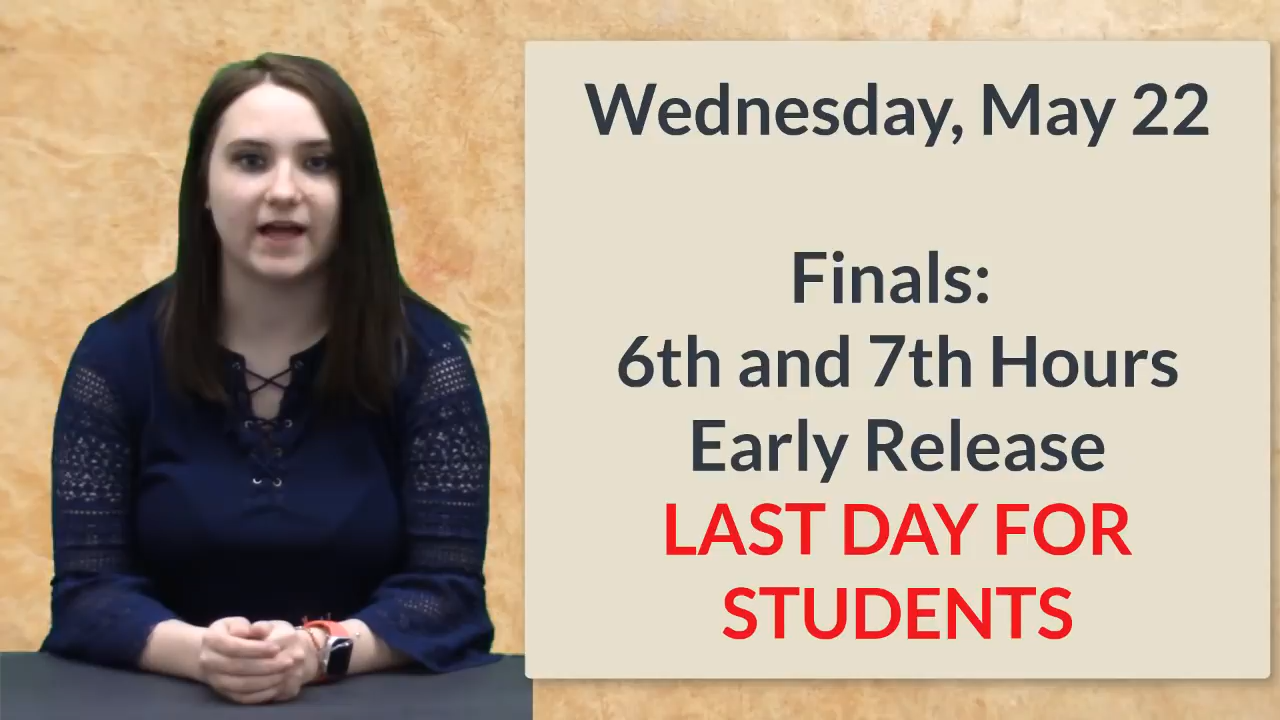 Wednesday, May 22
Finals:
6th and 7th Hours
Early Release
LAST DAY FOR
STUDENTS